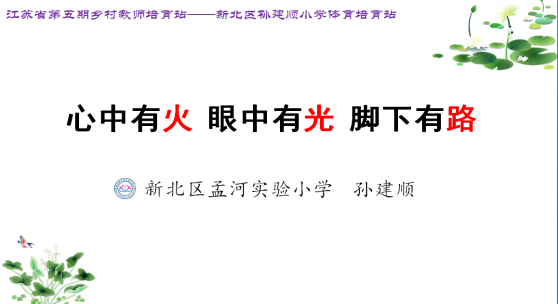 江苏省第五期乡村教师培育站——新北区孙建顺小学体育培育站
心中有火 眼中有光 脚下有路
新北区孟河实验小学 孙建顺